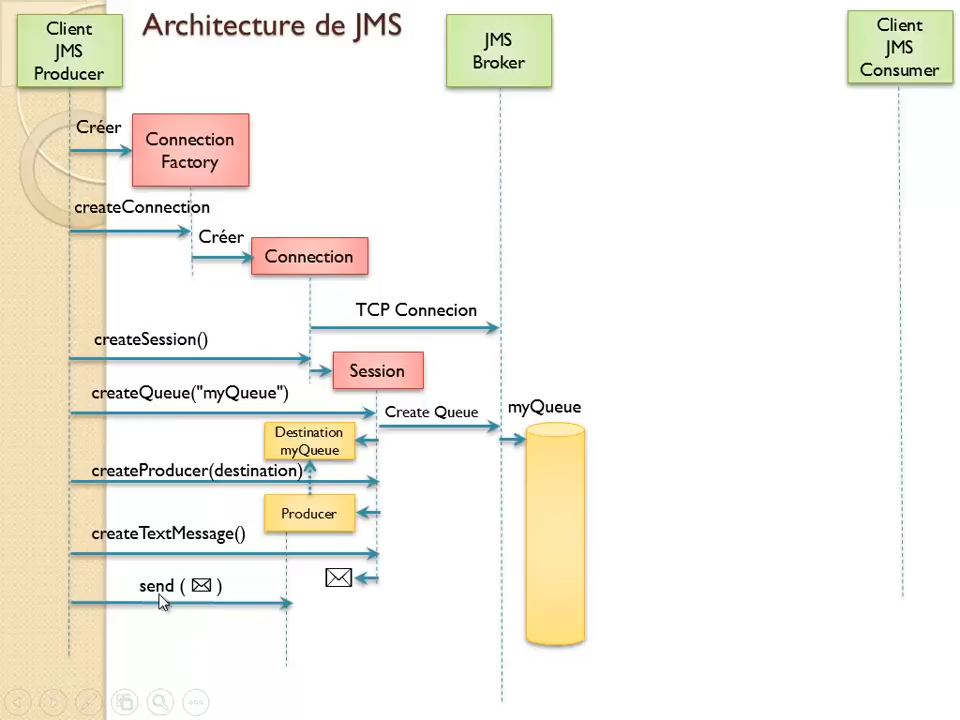 Architecture de JMS
Client
JMS
Producer
JMS
Broker
Client
JMS
Consumer
Créer
Connection
Factory
createConnection
Créer
Connection
TCP Connecion
createSession()
Session
createQueue("myQueue")
Create Queue
myQueue
Destination
myQueue
createProducer(destination)
Producer
createTextMessage()
send ( )